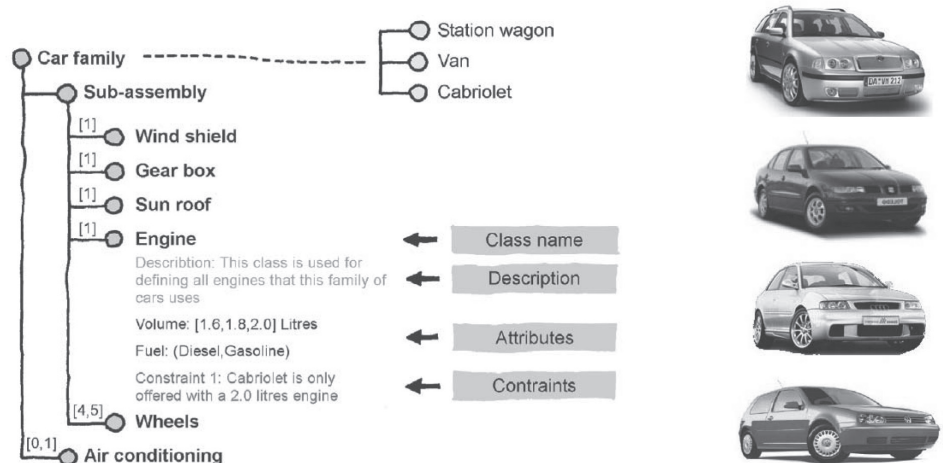 Station wagon
Car family
Van
Sub-assembly
Cabriolet
[1]
Wind shield
[1]
Gear box
[1]
Sun roof
[1]
Engine
Class name
Describtion: This class is used for
defining all engines that this family of
cars uses
Description
Volume: [1.6,1.8,2.0] Litres
Fuel: (Diesel,Gasoline)
Attributes
Constraint 1: Cabriolet is only
offered with a 2.0 litres engine
Contraints
[4,5]
Wheels
[0,1]
Air conditioning